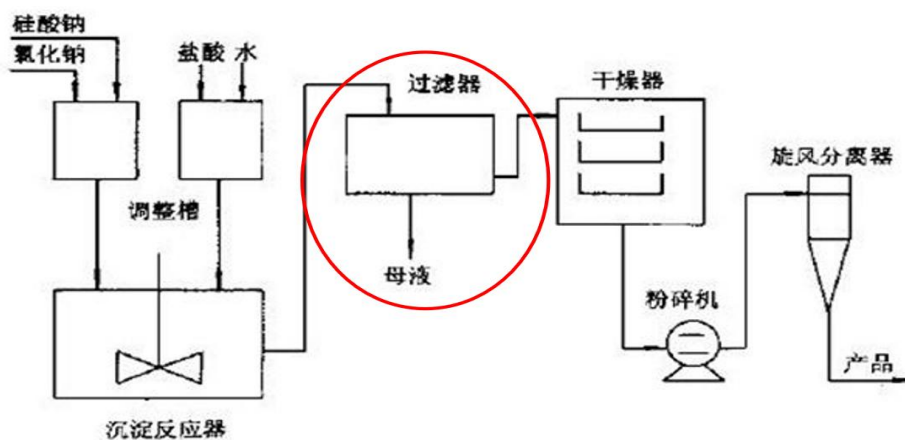 硅酸钠
氯化钠
盐酸 水
过滤器
干燥器
旋风分离器
调整槽
母液
粉碎机
产品
沉淀反应器